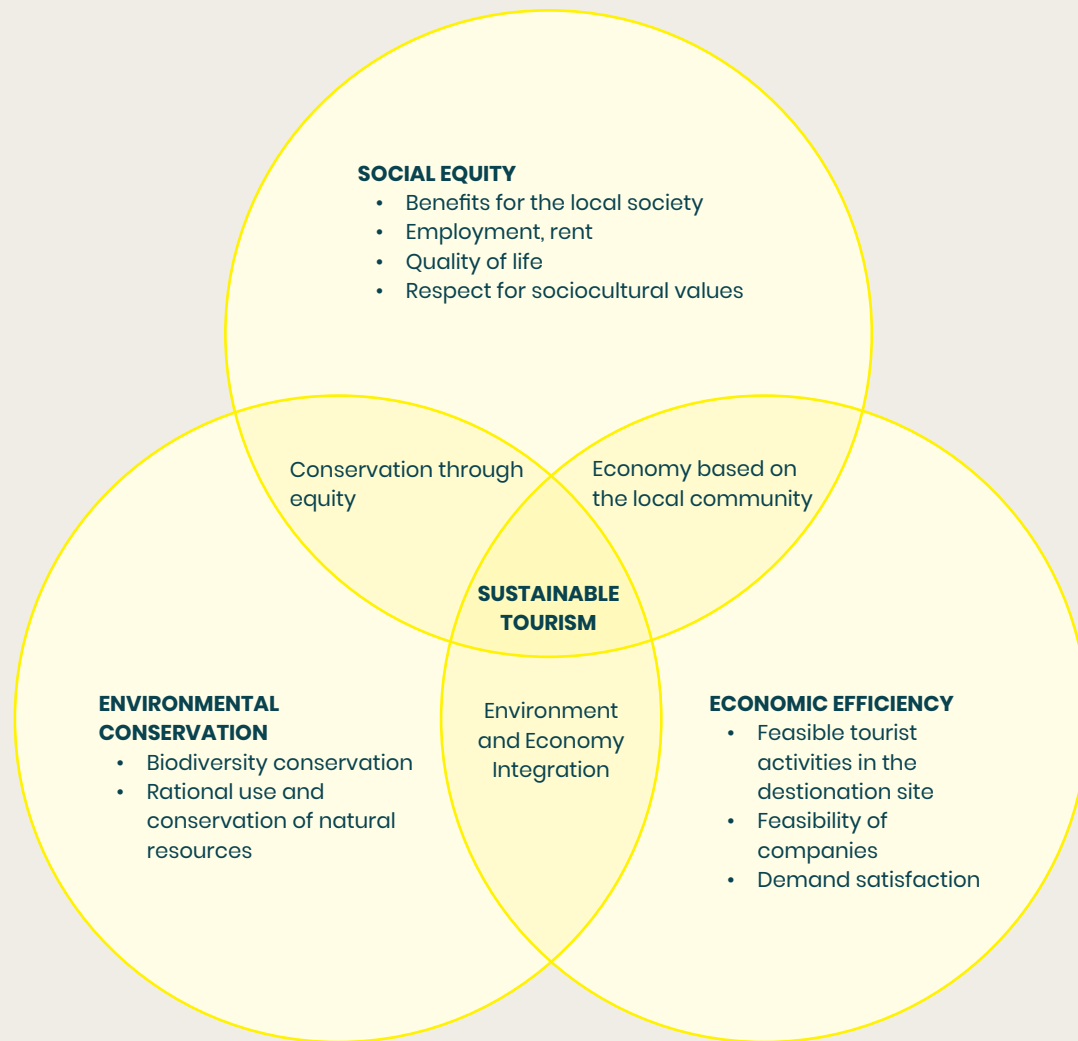 SOCIAL EQUITY
• Benefits for the local society
• Employment, rent
• Quality of life
• Respect for sociocultural values
Conservation through
equity
Economy based on
the local community
SUSTAINABLE
TOURISM
Environment
and Economy
Integration
ENVIRONMENTAL
CONSERVATION
• Biodiversity conservation
• Rational use and
conservation of natural
resources
ECONOMIC EFFICIENCY
• Feasible tourist
activities in the
destionation site
• Feasibility of
companies
• Demand satisfaction